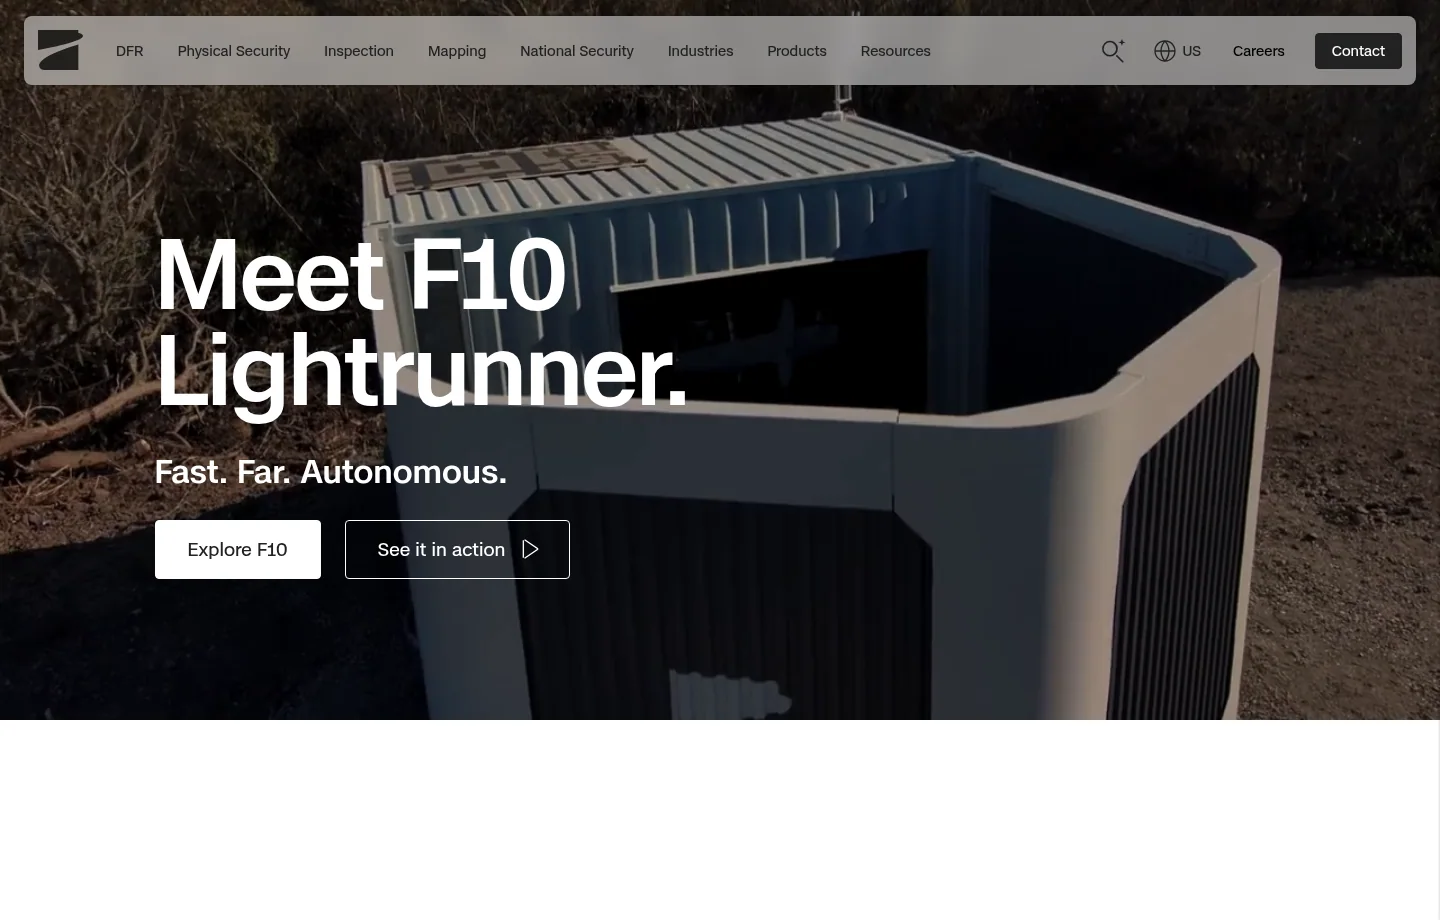 DFR
Physical Security
Inspection
Mapping
National Security
Industries
Products
Resources
US
Careers
Contact
Meet F10
Lightrunner.
Fast. Far. Autonomous.
Explore F10
See it in action